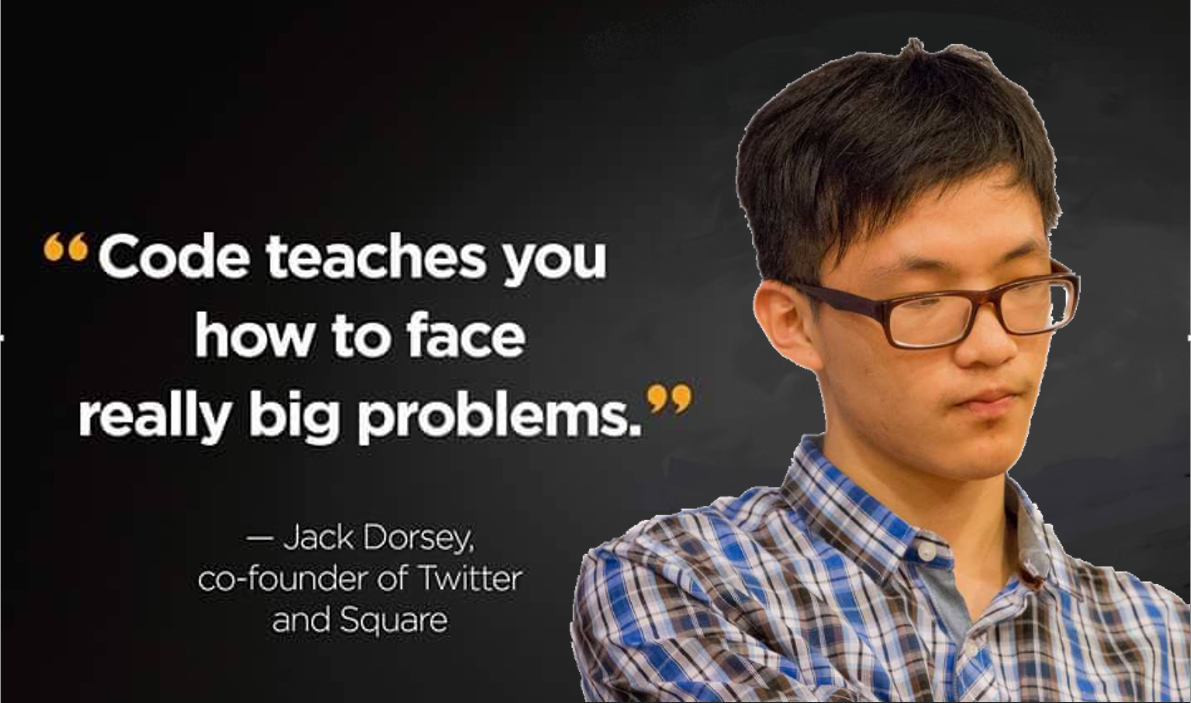 “Code teaches you
how to face
really big problems.”
— Jack Dorsey,
co-founder of Twitter
and Square